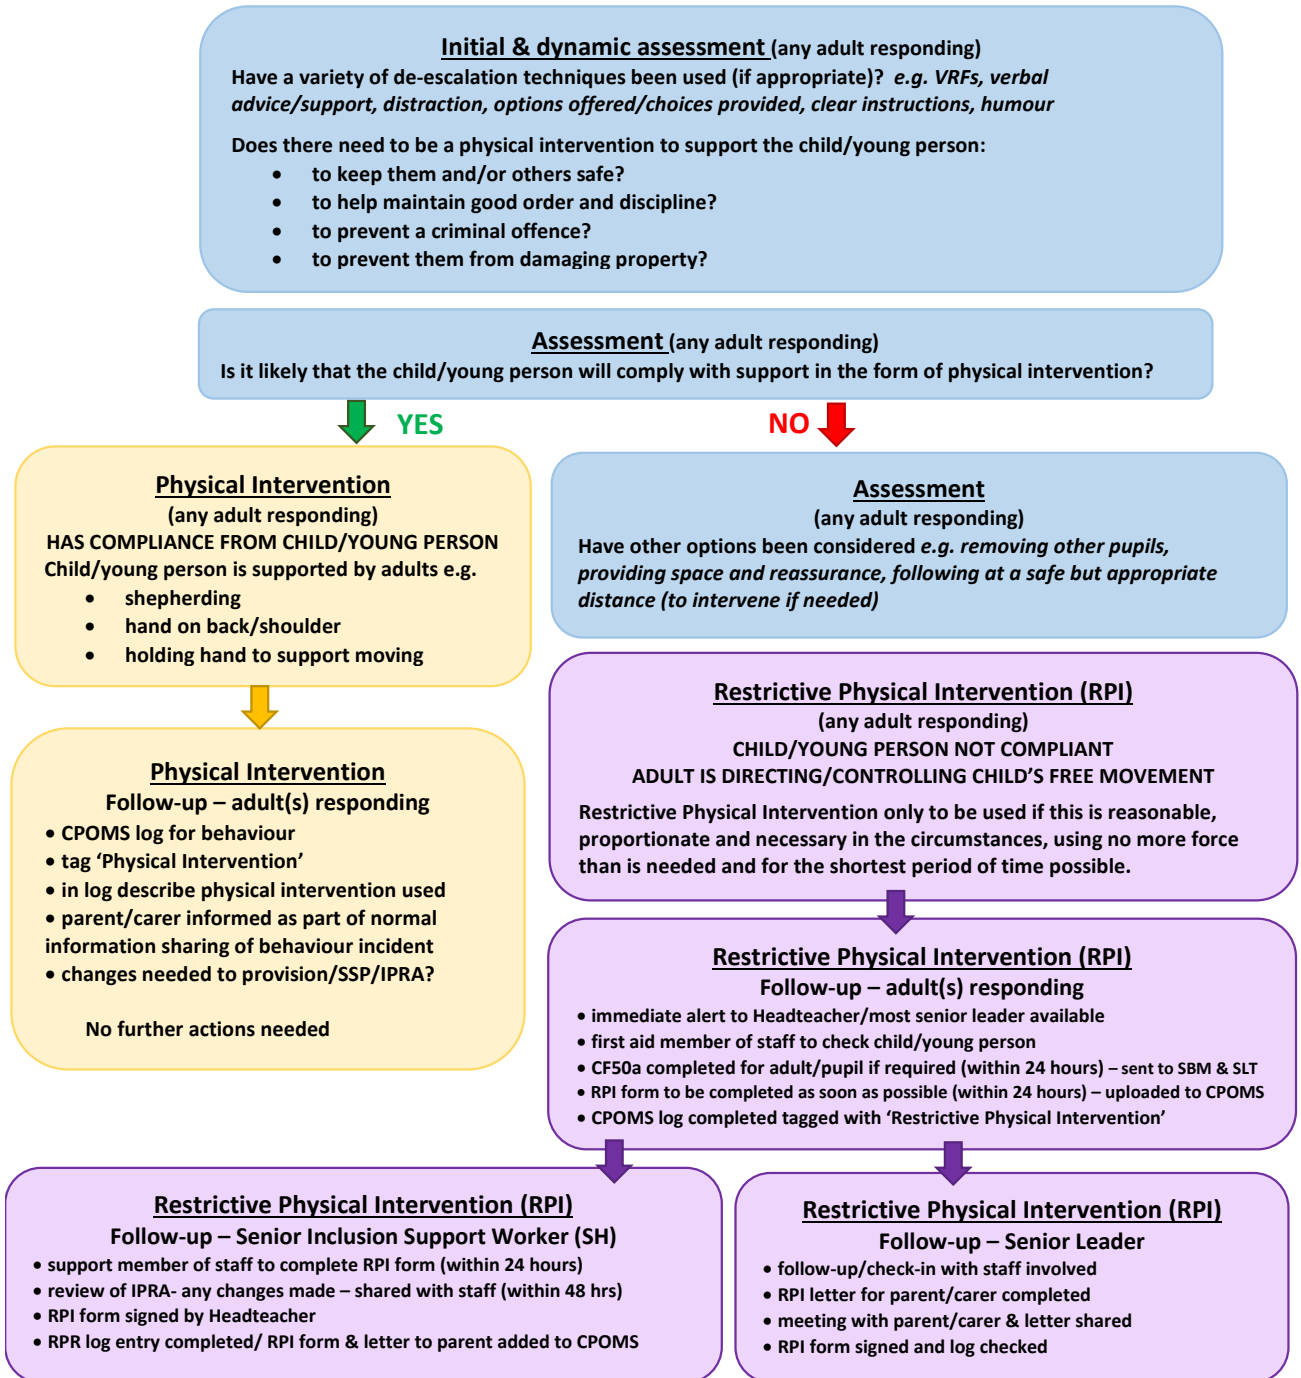 Initial & dynamic assessment (any adult responding)
Have a variety of de-escalation techniques been used (if appropriate)? e.g. VRFs, verbal
advice/support, distraction, options offered/choices provided, clear instructions, humour
Does there need to be a physical intervention to support the child/young person:
• to keep them and/or others safe?
• to help maintain good order and discipline?
• to prevent a criminal offence?
• to prevent them from damaging property?
Assessment (any adult responding)
Is it likely that the child/young person will comply with support in the form of physical intervention?
YES
NO
Physical Intervention
(any adult responding)
HAS COMPLIANCE FROM CHILD/YOUNG PERSON
Child/young person is supported by adults e.g.
• shepherding
• hand on back/shoulder
• holding hand to support moving
Assessment
(any adult responding)
Have other options been considered e.g. removing other pupils,
providing space and reassurance, following at a safe but appropriate
distance (to intervene if needed)
Physical Intervention
Follow-up – adult(s) responding
• CPOMS log for behaviour
• tag ‘Physical Intervention’
• in log describe physical intervention used
• parent/carer informed as part of normal
information sharing of behaviour incident
• changes needed to provision/SSP/IPRA?
No further actions needed
Restrictive Physical Intervention (RPI)
(any adult responding)
CHILD/YOUNG PERSON NOT COMPLIANT
ADULT IS DIRECTING/CONTROLLING CHILD’S FREE MOVEMENT
Restrictive Physical Intervention only to be used if this is reasonable,
proportionate and necessary in the circumstances, using no more force
than is needed and for the shortest period of time possible.
Restrictive Physical Intervention (RPI)
Follow-up – adult(s) responding
• immediate alert to Headteacher/most senior leader available
• first aid member of staff to check child/young person
• CF50a completed for adult/pupil if required (within 24 hours) – sent to SBM & SLT
• RPI form to be completed as soon as possible (within 24 hours) – uploaded to CPOMS
• CPOMS log completed tagged with ‘Restrictive Physical Intervention’
Restrictive Physical Intervention (RPI)
Follow-up – Senior Inclusion Support Worker (SH)
• support member of staff to complete RPI form (within 24 hours)
• review of IPRA- any changes made – shared with staff (within 48 hrs)
• RPI form signed by Headteacher
• RPR log entry completed/ RPI form & letter to parent added to CPOMS
Restrictive Physical Intervention (RPI)
Follow-up – Senior Leader
• follow-up/check-in with staff involved
• RPI letter for parent/carer completed
• meeting with parent/carer & letter shared
• RPI form signed and log checked